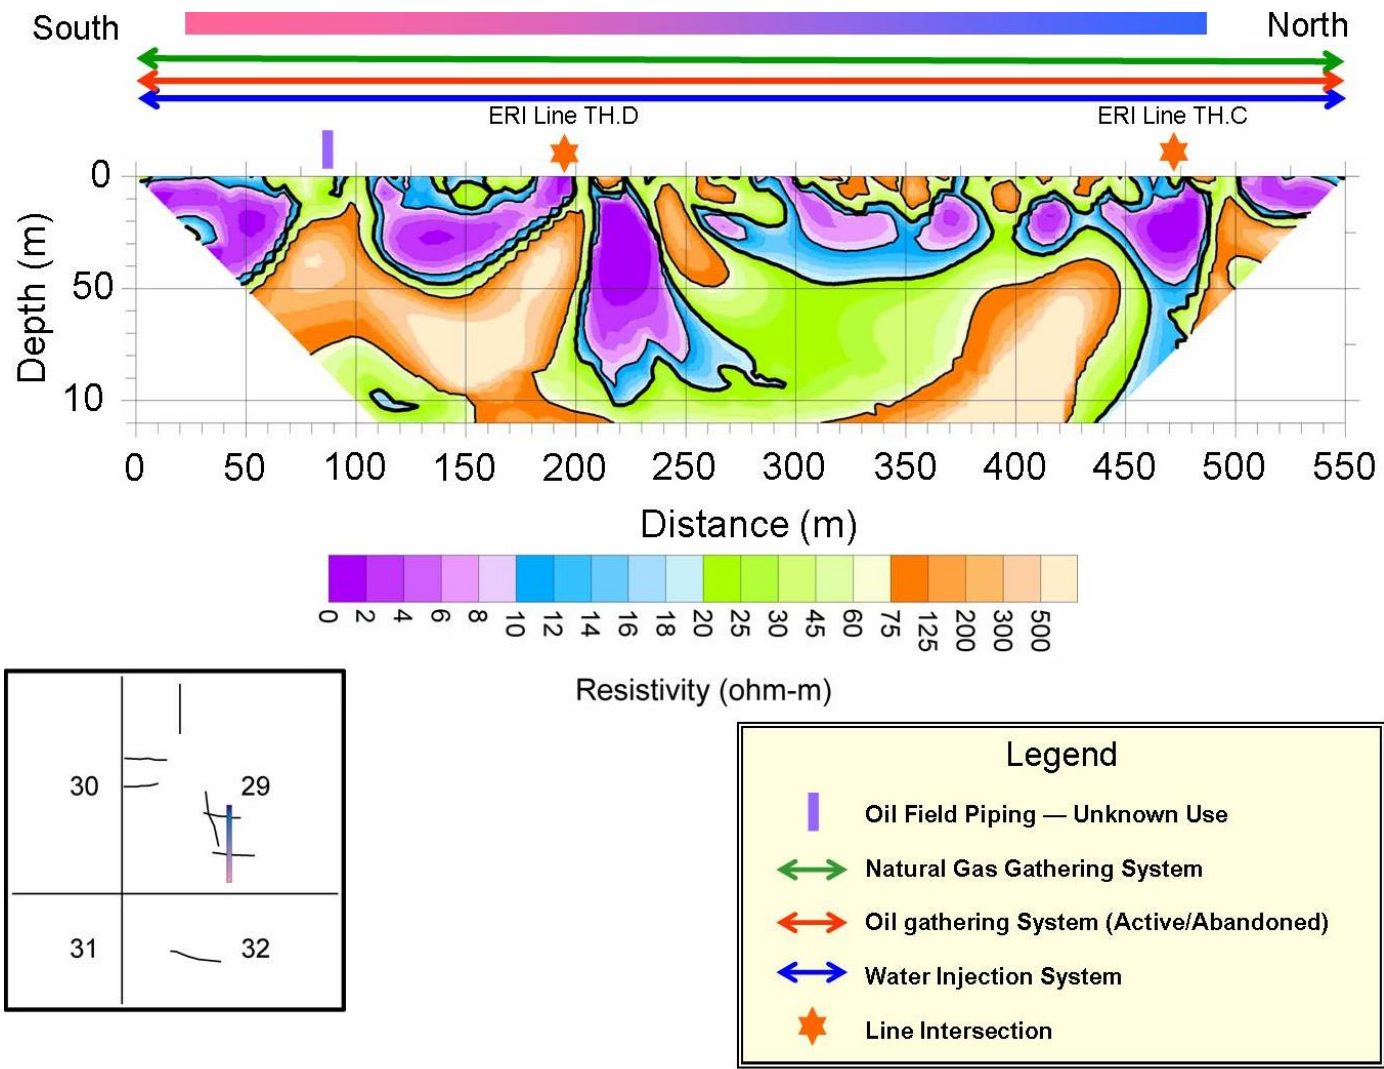 South
North
ERI Line TH.D
ERI Line TH.C
Depth (m)
0
50
10
0 50 100 150 200 250 300 350 400 450 500 550
Distance (m)
0 2 4 6 8 10 12 14 16 18 20 25 30 45 60 75 125 200 300 500
Resistivity (ohm-m)
30 29
31 32
Legend
Oil Field Piping — Unknown Use
Natural Gas Gathering System
Oil gathering System (Active/Abandoned)
Water Injection System
Line Intersection